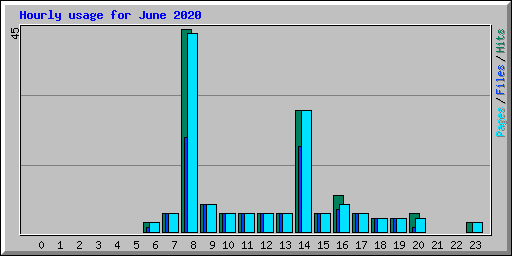 Hourly usage for June 2020
45
Pages/Files/Hits
0 1 2 3 4 5 6 7 8 9 10 11 12 13 14 15 16 17 18 19 20 21 22 23